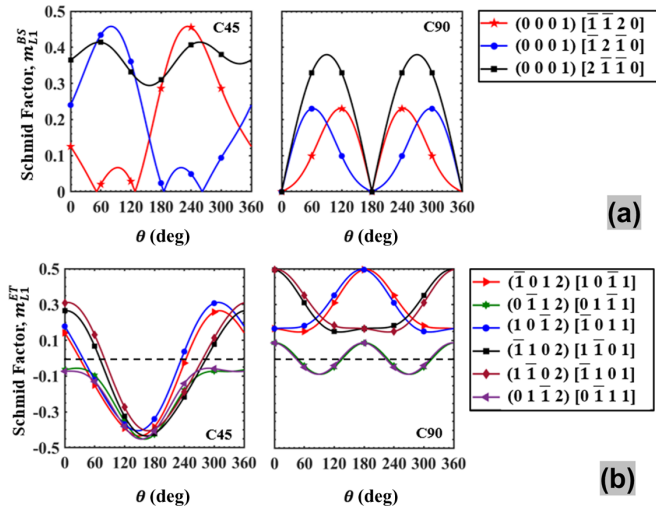 Schmid Factor, m_{L1}^{BS}
0.5
0.4
0.3
0.2
0.1
0
C45
0 60 120 180 240 300 360
θ (deg)
C90
0 60 120 180 240 300 360
θ (deg)
(0 0 0 1) [1̅ 1̅ 2 0]
(0 0 0 1) [1̅ 2 1̅ 0]
(0 0 0 1) [2 1̅ 1̅ 0]
(a)
Schmid Factor, m_{L1}^{ET}
0.5
0.3
0.1
-0.1
-0.3
-0.5
C45
0 60 120 180 240 300 360
θ (deg)
C90
0 60 120 180 240 300 360
θ (deg)
(1̅ 0 1 2) [1 0 1̅ 1]
(0 1̅ 1 2) [0 1 1̅ 1]
(1 0 1̅ 2) [1̅ 0 1 1]
(1̅ 1 0 2) [1 1̅ 0 1]
(1 1̅ 0 2) [1̅ 1 0 1]
(0 1 1̅ 2) [0 1̅ 1 1]
(b)